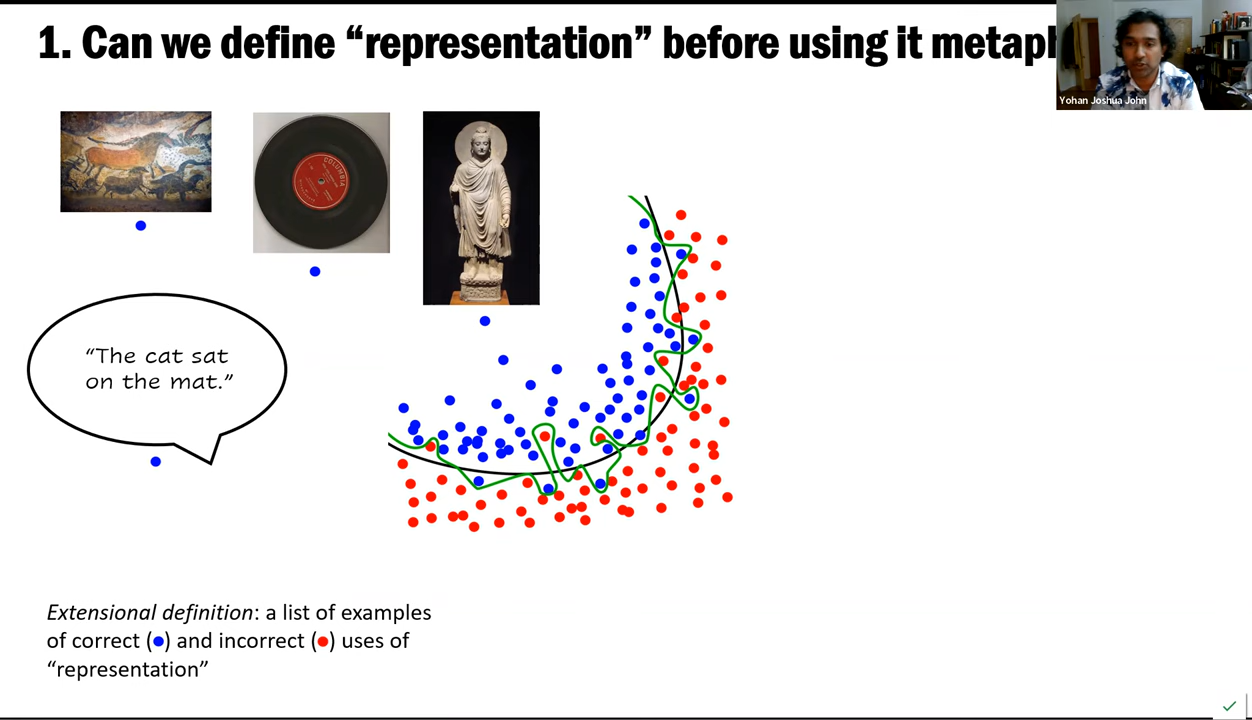 1. Can we define “representation” before using it metaph
Yohan Joshua John
COLUMBIA
“The cat sat
on the mat.”
Extensional definition: a list of examples
of correct (●) and incorrect (●) uses of
“representation”